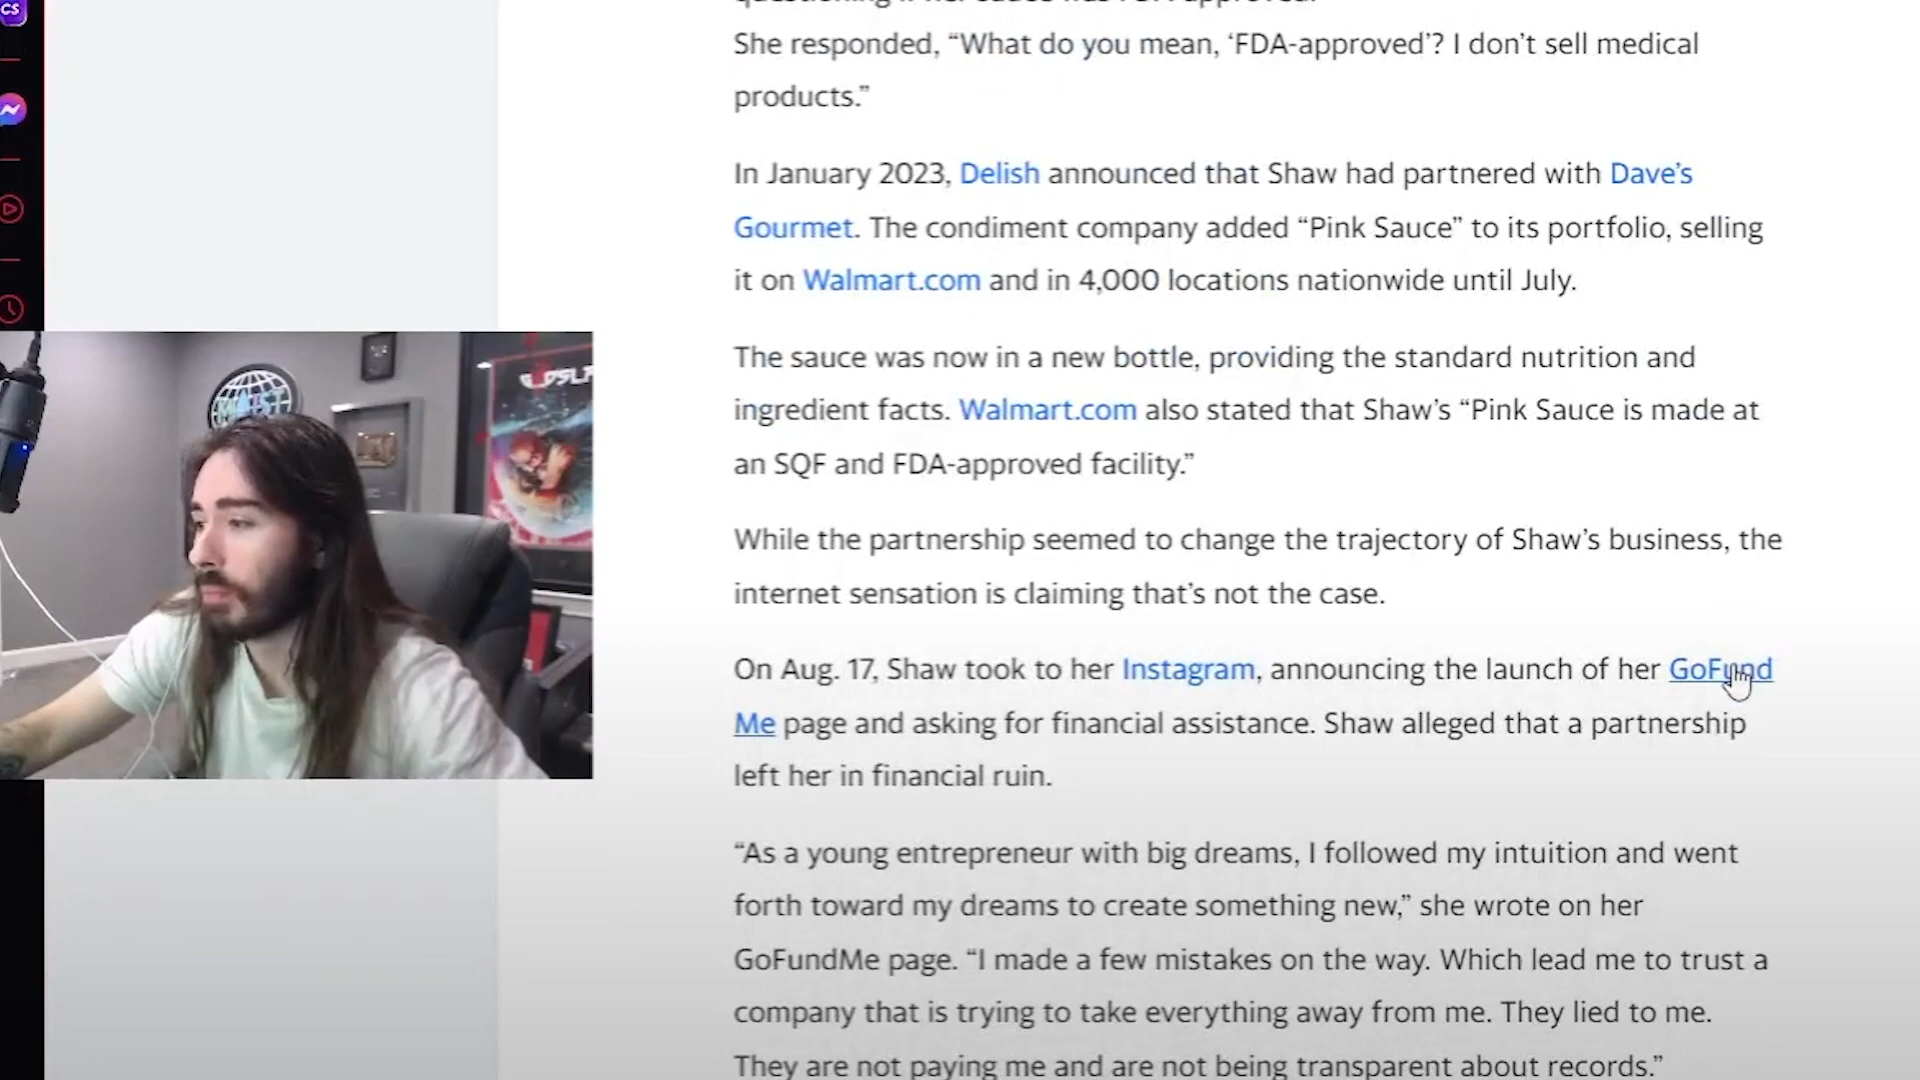 CS
She responded, “What do you mean, ‘FDA-approved’? I don’t sell medical
products.”
In January 2023, Delish announced that Shaw had partnered with Dave’s
Gourmet. The condiment company added “Pink Sauce” to its portfolio, selling
it on Walmart.com and in 4,000 locations nationwide until July.
The sauce was now in a new bottle, providing the standard nutrition and
ingredient facts. Walmart.com also stated that Shaw’s “Pink Sauce is made at
an SQF and FDA-approved facility.”
While the partnership seemed to change the trajectory of Shaw’s business, the
internet sensation is claiming that’s not the case.
On Aug. 17, Shaw took to her Instagram, announcing the launch of her GoFund
Me page and asking for financial assistance. Shaw alleged that a partnership
left her in financial ruin.
“As a young entrepreneur with big dreams, I followed my intuition and went
forth toward my dreams to create something new,” she wrote on her
GoFundMe page. “I made a few mistakes on the way. Which lead me to trust a
company that is trying to take everything away from me. They lied to me.
They are not paying me and are not being transparent about records.”
MOIST